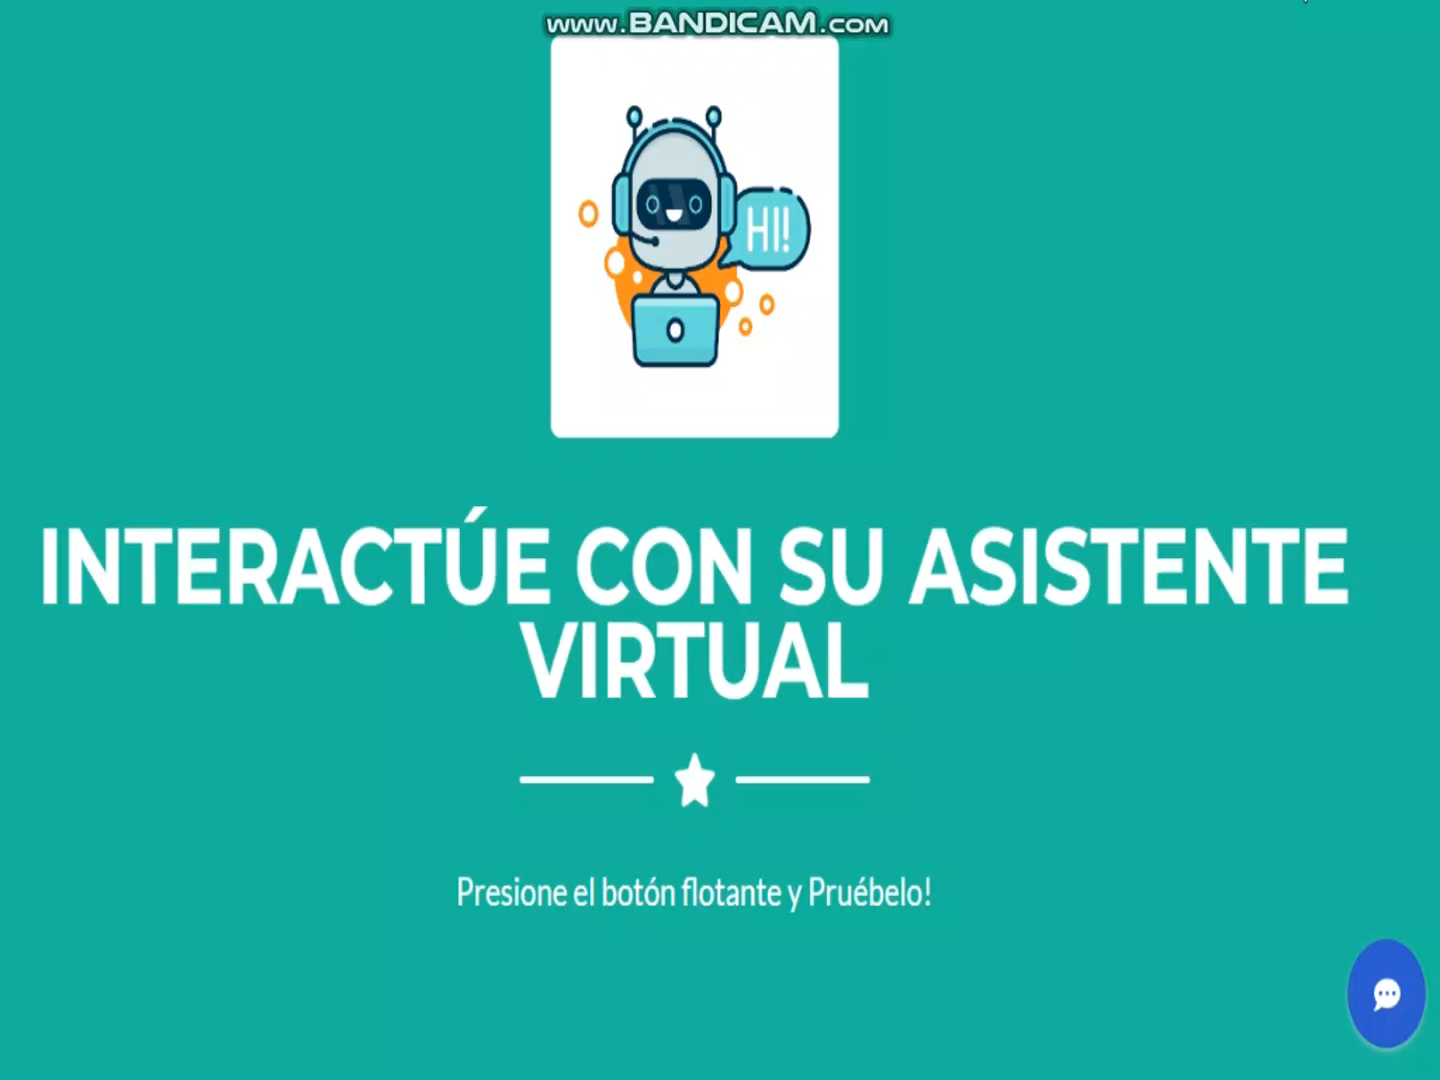 www.BANDICAM.com
HI!
INTERACTÚE CON SU ASISTENTE
VIRTUAL
Presione el botón flotante y Pruébelo!